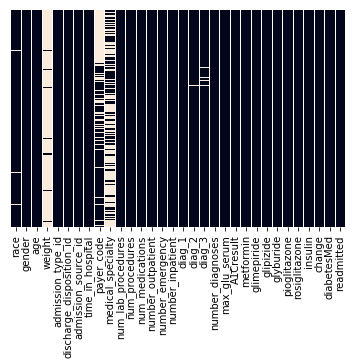 race
gender
age
weight
admission_type_id
discharge_disposition_id
admission_source_id
time_in_hospital
payer_code
medical_specialty
num_lab_procedures
num_procedures
num_medications
number_outpatient
number_emergency
number_inpatient
diag_1
diag_2
diag_3
number_diagnoses
max_glu_serum
A1Cresult
metformin
glimepiride
glipizide
glyburide
pioglitazone
rosiglitazone
insulin
change
diabetesMed
readmitted